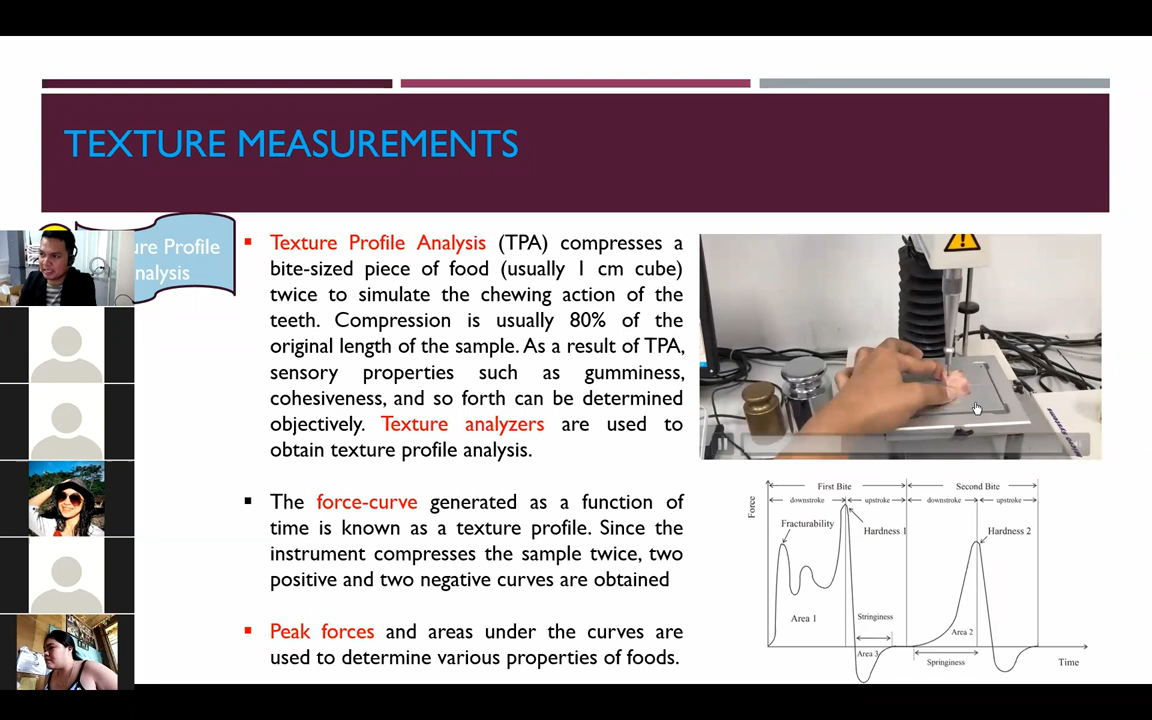 TEXTURE MEASUREMENTS
ure Profile
nalysis
Texture Profile Analysis (TPA) compresses a
bite-sized piece of food (usually 1 cm cube)
twice to simulate the chewing action of the
teeth. Compression is usually 80% of the
original length of the sample. As a result of TPA,
sensory properties such as gumminess,
cohesiveness, and so forth can be determined
objectively. Texture analyzers are used to
obtain texture profile analysis.
The force-curve generated as a function of
time is known as a texture profile. Since the
instrument compresses the sample twice, two
positive and two negative curves are obtained
Peak forces and areas under the curves are
used to determine various properties of foods.
First Bite
Second Bite
downstroke
upstroke
downstroke
upstroke
Force
Fracturability
Hardness 1
Hardness 2
Area 1
Stringiness
Area 2
Area 3
Springiness
Time